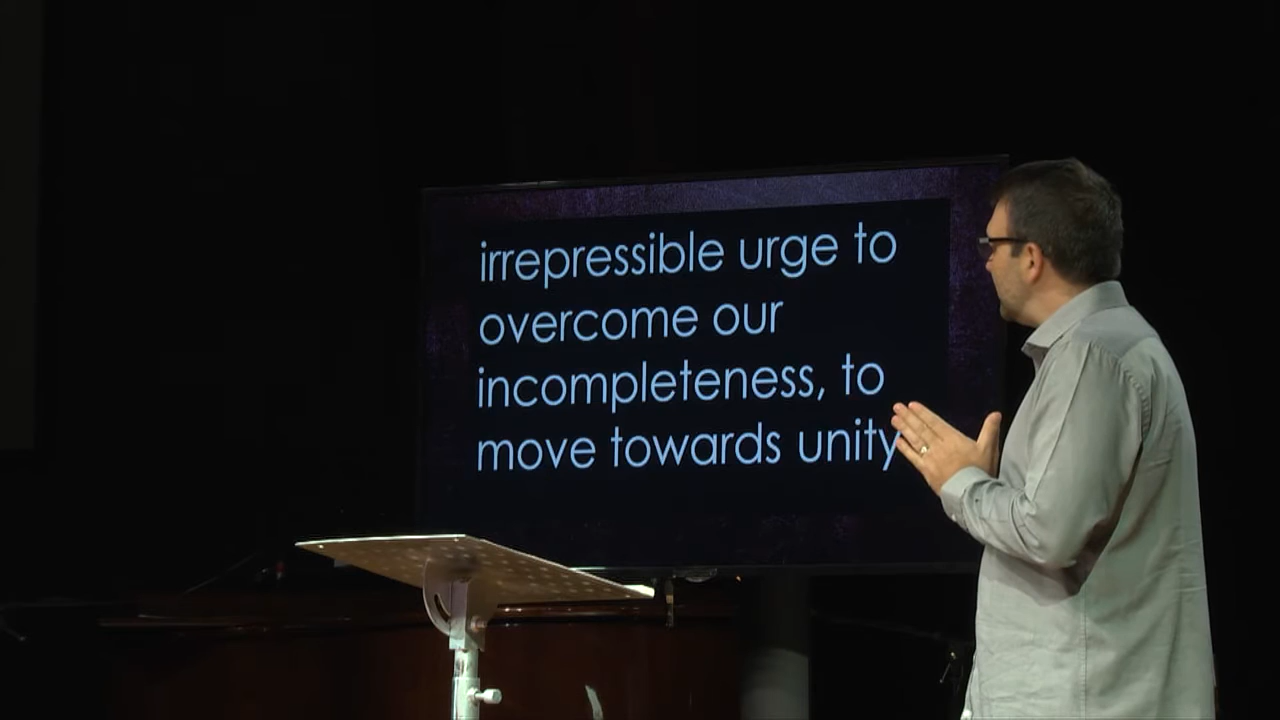 irrepressible urge to
overcome our
incompleteness, to
move towards unity